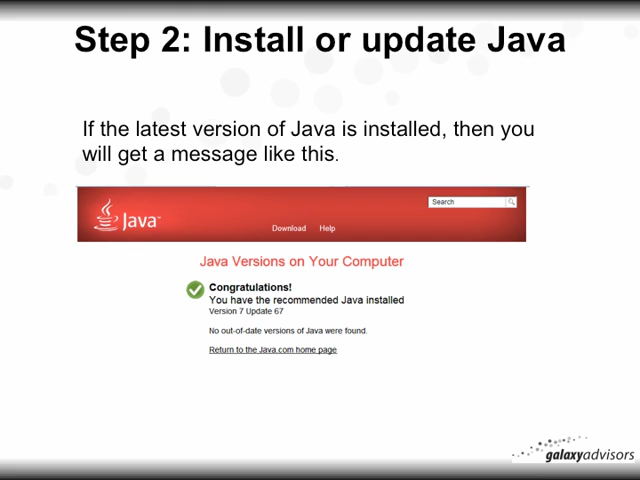 Step 2: Install or update Java
If the latest version of Java is installed, then you
will get a message like this.
Java™
Search
Download Help
Java Versions on Your Computer
Congratulations!
You have the recommended Java installed
Version 7 Update 67
No out-of-date versions of Java were found.
Return to the Java.com home page
galaxyadvisors